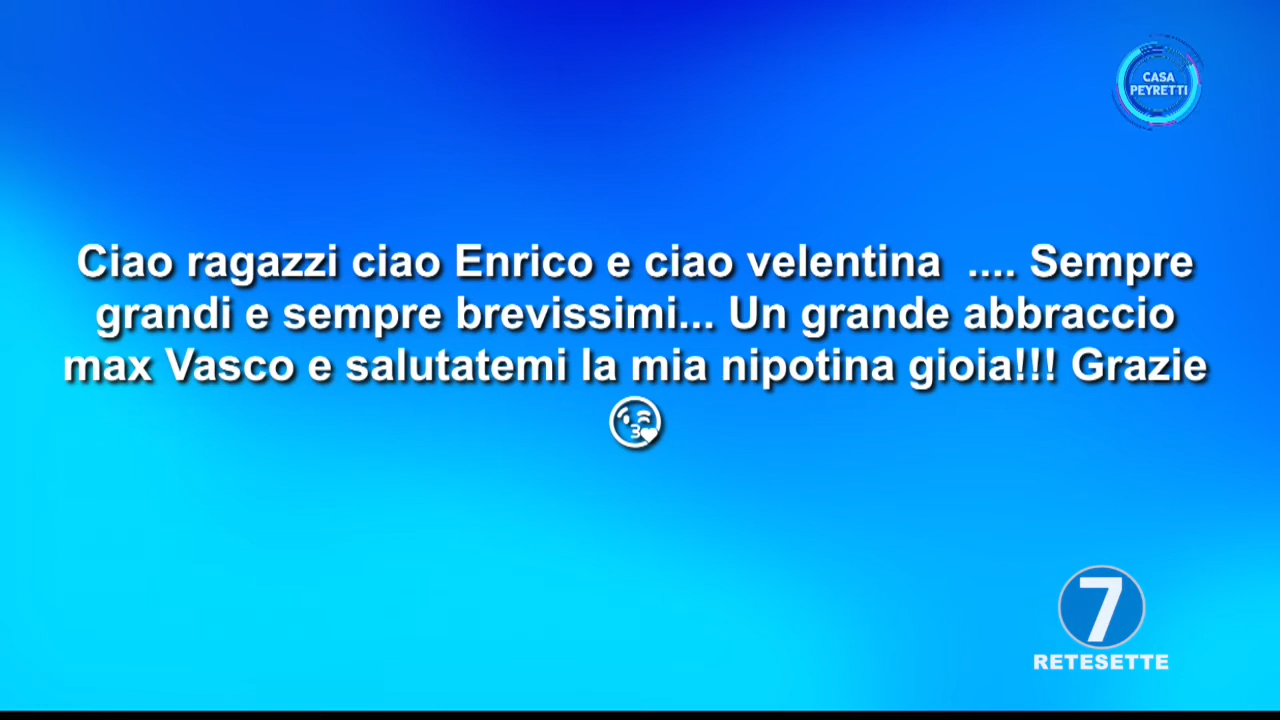 CASA
PEYRETTI
Ciao ragazzi ciao Enrico e ciao velentina .... Sempre
grandi e sempre brevissimi... Un grande abbraccio
max Vasco e salutatemi la mia nipotina gioia!!! Grazie
😘
7
RETESETTE